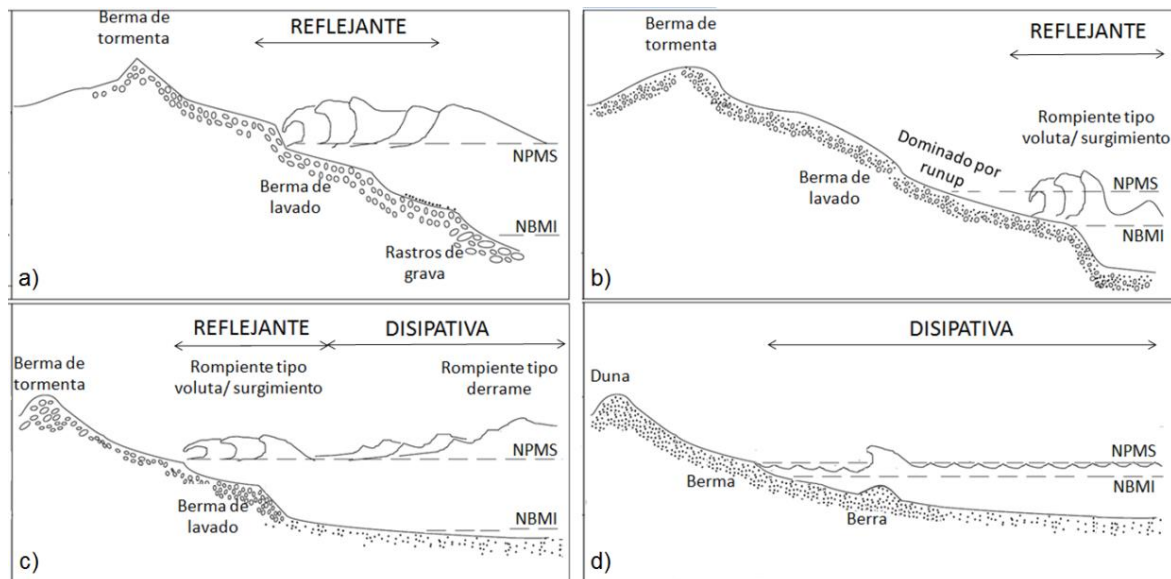 Berma de
tormenta
REFLEJANTE
NPMS
Berma de
lavado
NBMI
Rastros de
grava
a)
REFLEJANTE
Berma de
tormenta
Rompiente tipo
voluta/ surgimiento
Dominado por
runup
NPMS
Berma de
lavado
NBMI
b)
REFLEJANTE
DISIPATIVA
Berma de
tormenta
Rompiente tipo
voluta/ surgimiento
Rompiente tipo
derrame
NPMS
Berma de
lavado
NBMI
c)
DISIPATIVA
Duna
NPMS
Berma
NBMI
Berra
d)